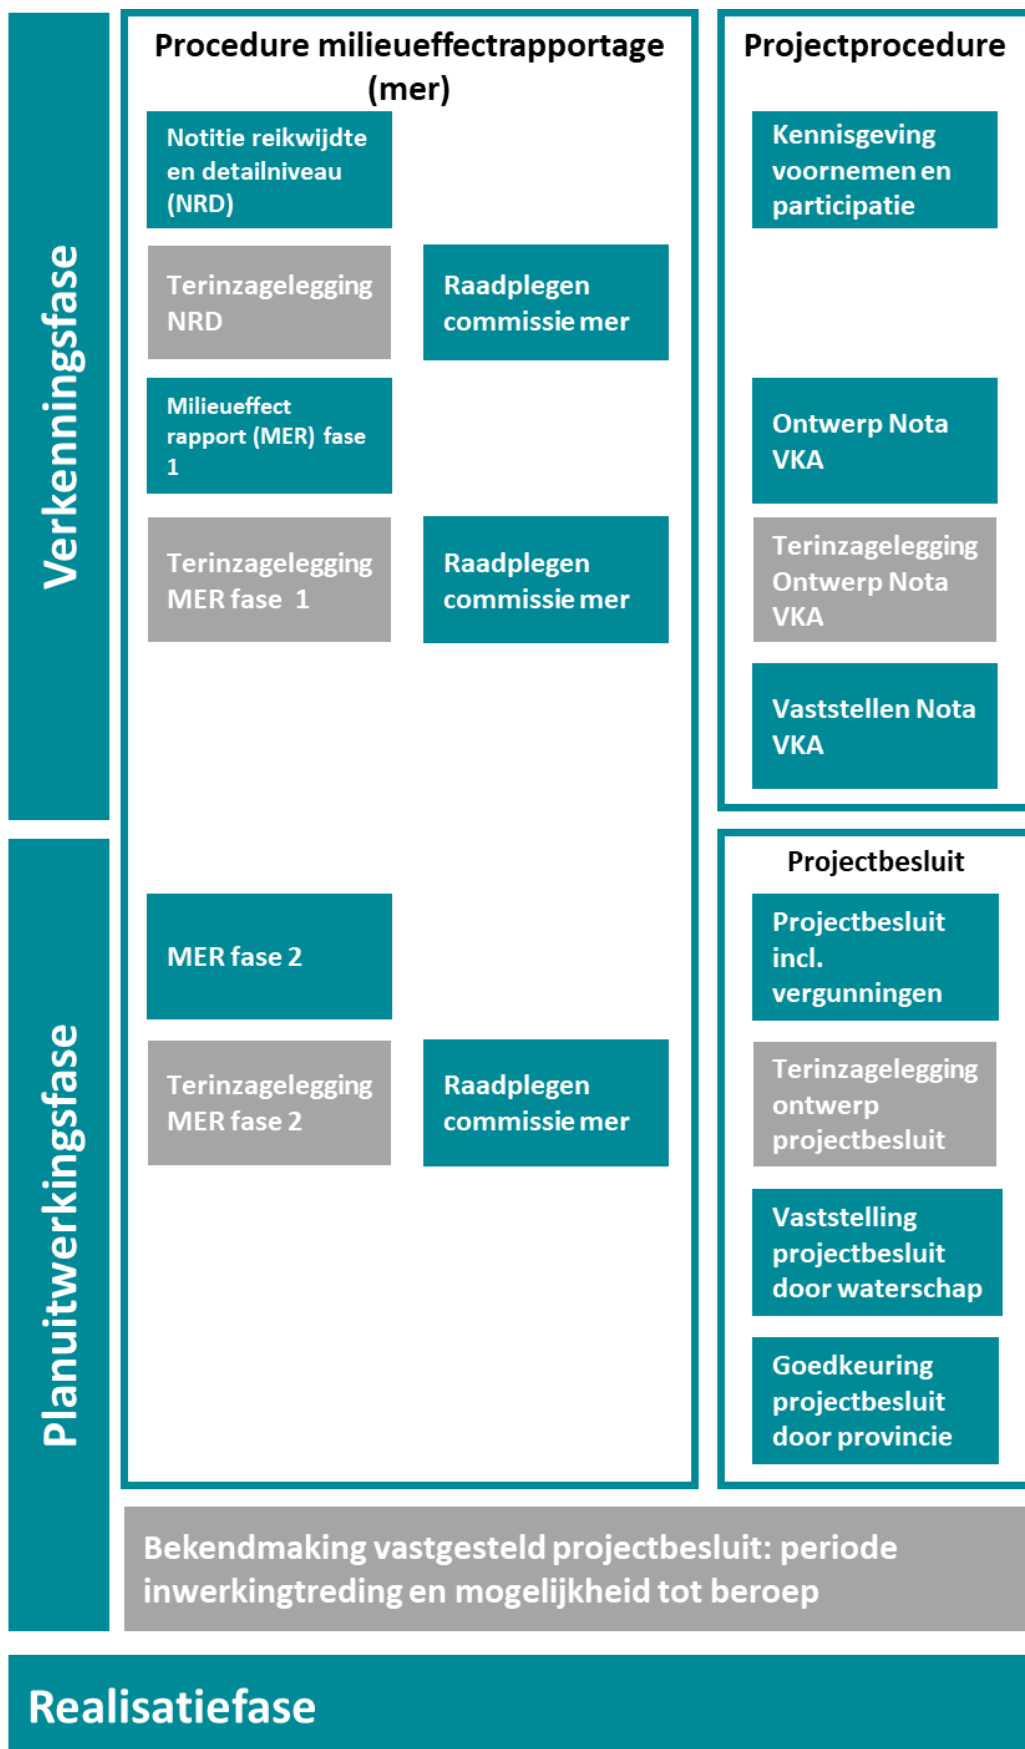 Verkenningsfase
Procedure milieueffectrapportage
(mer)
Notitie reikwijdte
en detailniveau
(NRD)
Terinzagelegging
NRD
Raadplegen
commissie mer
Milieueffect
rapport (MER) fase
1
Terinzagelegging
MER fase 1
Raadplegen
commissie mer
Projectprocedure
Kennisgeving
voornemen en
participatie
Ontwerp Nota
VKA
Terinzagelegging
Ontwerp Nota
VKA
Vaststellen Nota
VKA
Planuitwerkingsfase
MER fase 2
Terinzagelegging
MER fase 2
Raadplegen
commissie mer
Projectbesluit
Projectbesluit
incl.
vergunningen
Terinzagelegging
ontwerp
projectbesluit
Vaststelling
projectbesluit
door waterschap
Goedkeuring
projectbesluit
door provincie
Bekendmaking vastgesteld projectbesluit: periode
inwerkingtreding en mogelijkheid tot beroep
Realisatiefase